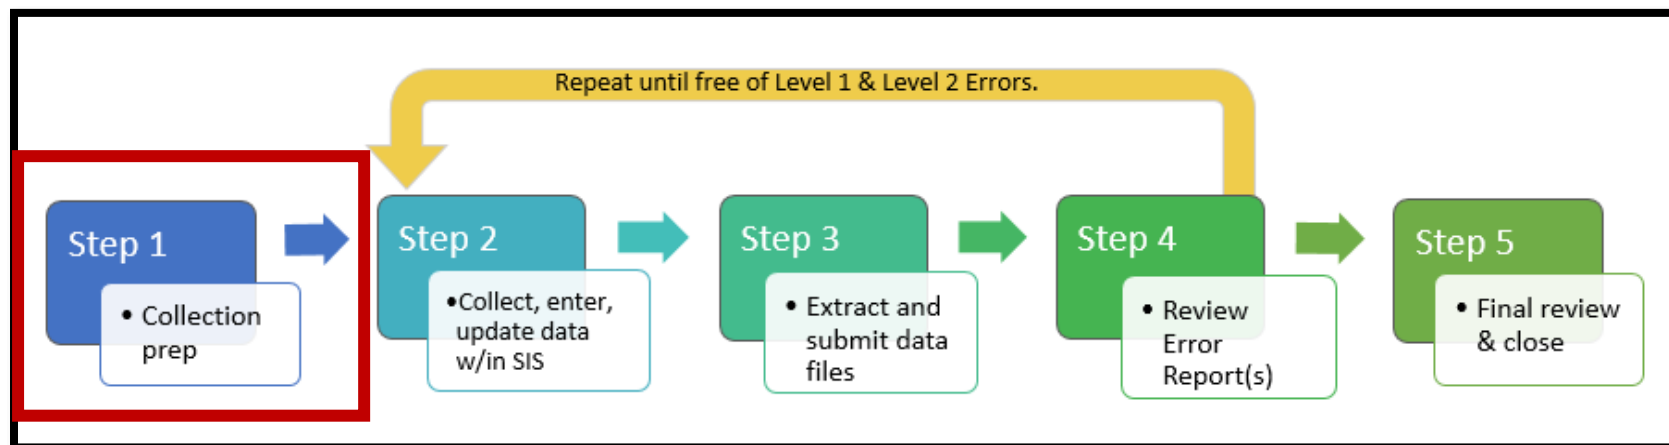 Repeat until free of Level 1 & Level 2 Errors.
Step 1
• Collection
prep
Step 2
•Collect, enter,
update data
w/in SIS
Step 3
• Extract and
submit data
files
Step 4
• Review
Error
Report(s)
Step 5
• Final review
& close